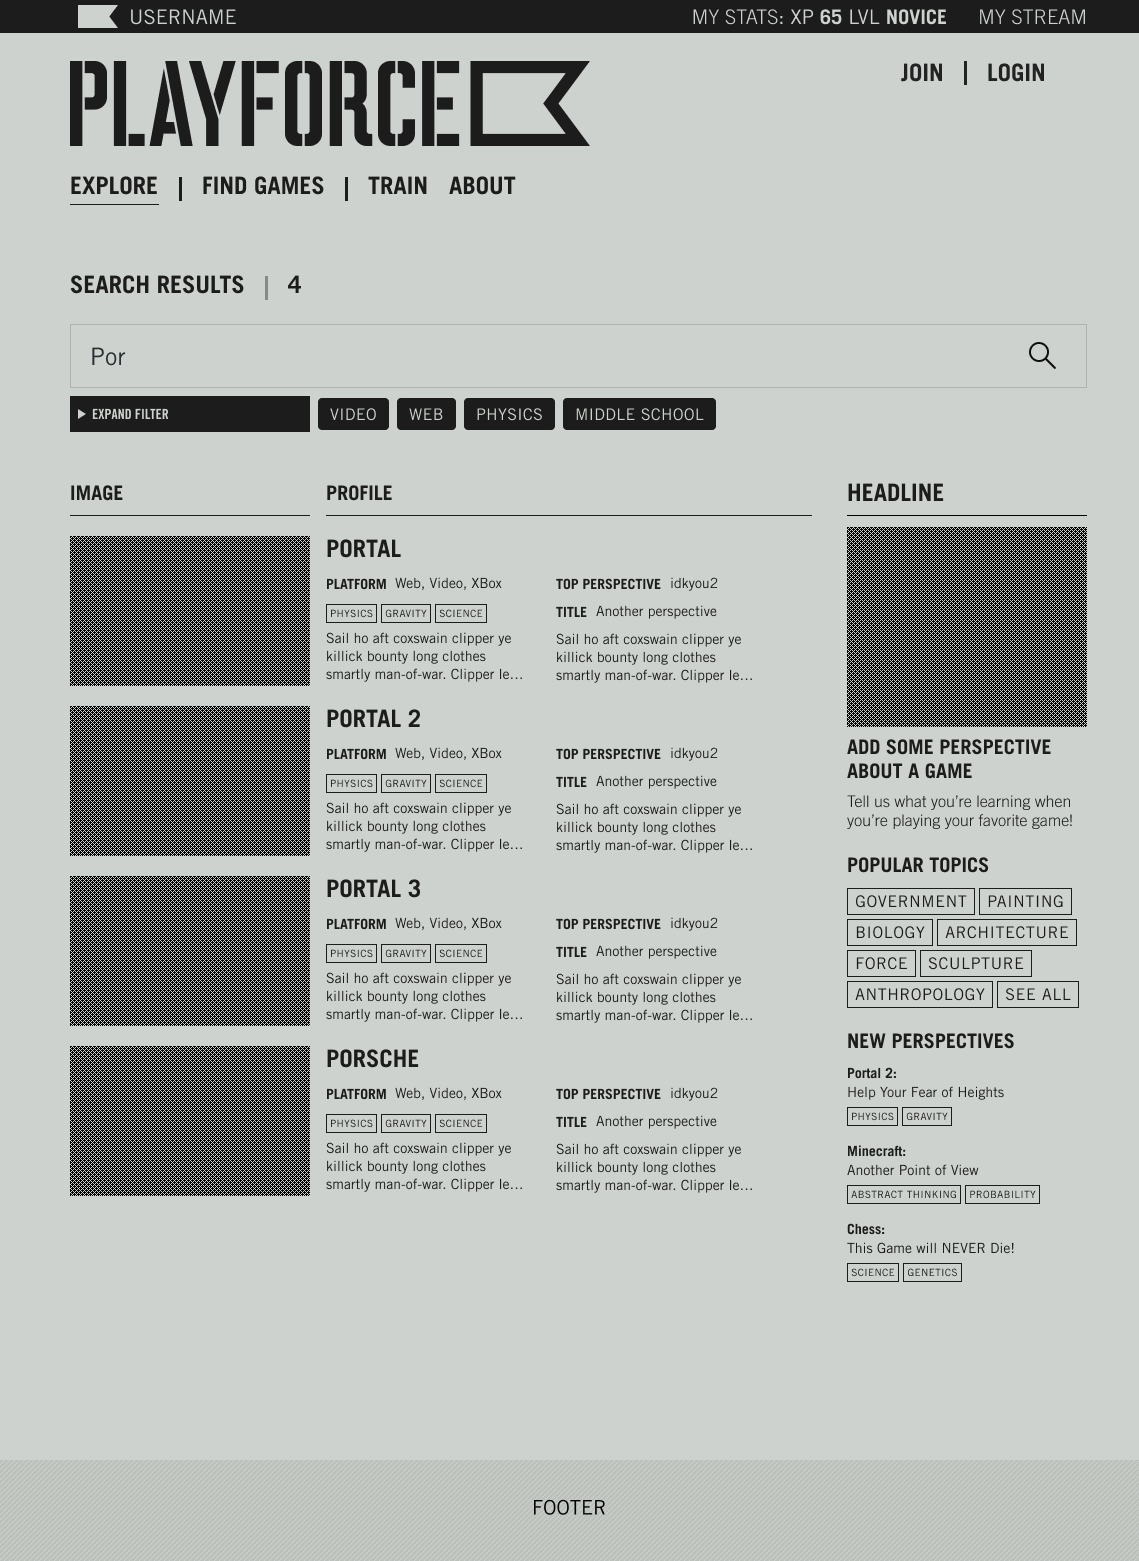 USERNAME
MY STATS: XP 65 LVL NOVICE MY STREAM
PLAYFORCE
JOIN | LOGIN
EXPLORE | FIND GAMES | TRAIN ABOUT
SEARCH RESULTS | 4
Por
EXPAND FILTER VIDEO WEB PHYSICS MIDDLE SCHOOL
IMAGE
PROFILE
PORTAL
PLATFORM Web, Video, XBox
PHYSICS GRAVITY SCIENCE
Sail ho aft coxswain clipper ye
killick bounty long clothes
smartly man-of-war. Clipper le...
TOP PERSPECTIVE idkyou2
TITLE Another perspective
Sail ho aft coxswain clipper ye
killick bounty long clothes
smartly man-of-war. Clipper le...
PORTAL 2
PLATFORM Web, Video, XBox
PHYSICS GRAVITY SCIENCE
Sail ho aft coxswain clipper ye
killick bounty long clothes
smartly man-of-war. Clipper le...
TOP PERSPECTIVE idkyou2
TITLE Another perspective
Sail ho aft coxswain clipper ye
killick bounty long clothes
smartly man-of-war. Clipper le...
PORTAL 3
PLATFORM Web, Video, XBox
PHYSICS GRAVITY SCIENCE
Sail ho aft coxswain clipper ye
killick bounty long clothes
smartly man-of-war. Clipper le...
TOP PERSPECTIVE idkyou2
TITLE Another perspective
Sail ho aft coxswain clipper ye
killick bounty long clothes
smartly man-of-war. Clipper le...
PORSCHE
PLATFORM Web, Video, XBox
PHYSICS GRAVITY SCIENCE
Sail ho aft coxswain clipper ye
killick bounty long clothes
smartly man-of-war. Clipper le...
TOP PERSPECTIVE idkyou2
TITLE Another perspective
Sail ho aft coxswain clipper ye
killick bounty long clothes
smartly man-of-war. Clipper le...
HEADLINE
ADD SOME PERSPECTIVE
ABOUT A GAME
Tell us what you're learning when
you're playing your favorite game!
POPULAR TOPICS
GOVERNMENT PAINTING
BIOLOGY ARCHITECTURE
FORCE SCULPTURE
ANTHROPOLOGY SEE ALL
NEW PERSPECTIVES
Portal 2:
Help Your Fear of Heights
PHYSICS GRAVITY
Minecraft:
Another Point of View
ABSTRACT THINKING PROBABILITY
Chess:
This Game will NEVER Die!
SCIENCE GENETICS
FOOTER